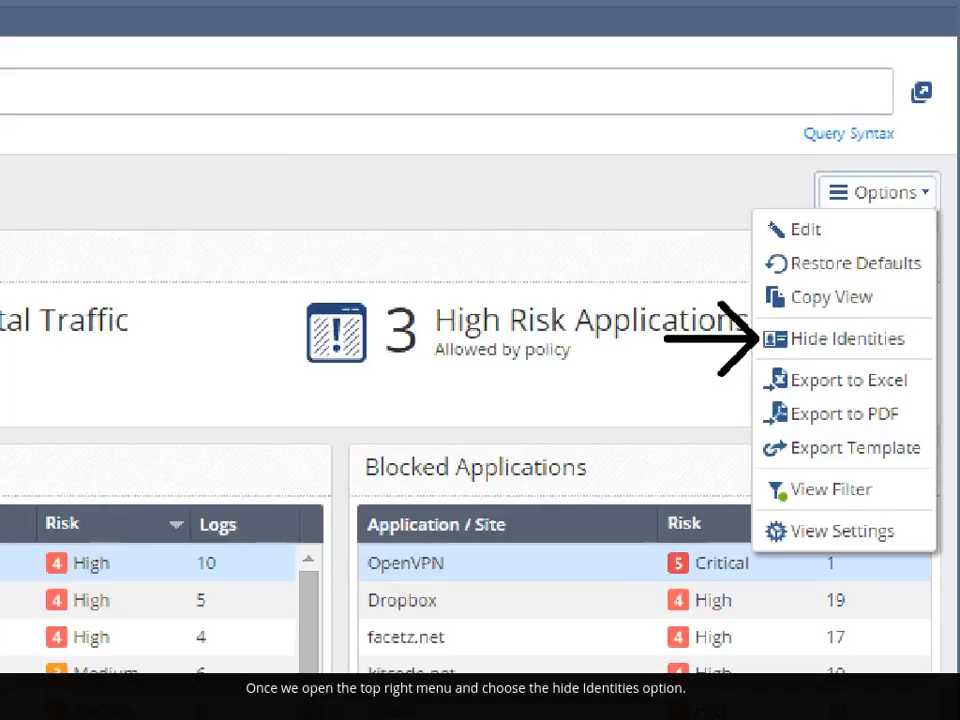 Query Syntax
Options
Edit
Restore Defaults
Copy View
Hide Identities
Export to Excel
Export to PDF
Export Template
View Filter
View Settings
tal Traffic
3 High Risk Applications
Allowed by policy
Blocked Applications
Risk Logs
4 High 10
4 High 5
4 High 4
Application / Site Risk
OpenVPN 5 Critical 1
Dropbox 4 High 19
facetz.net 4 High 17
Once we open the top right menu and choose the hide Identities option.